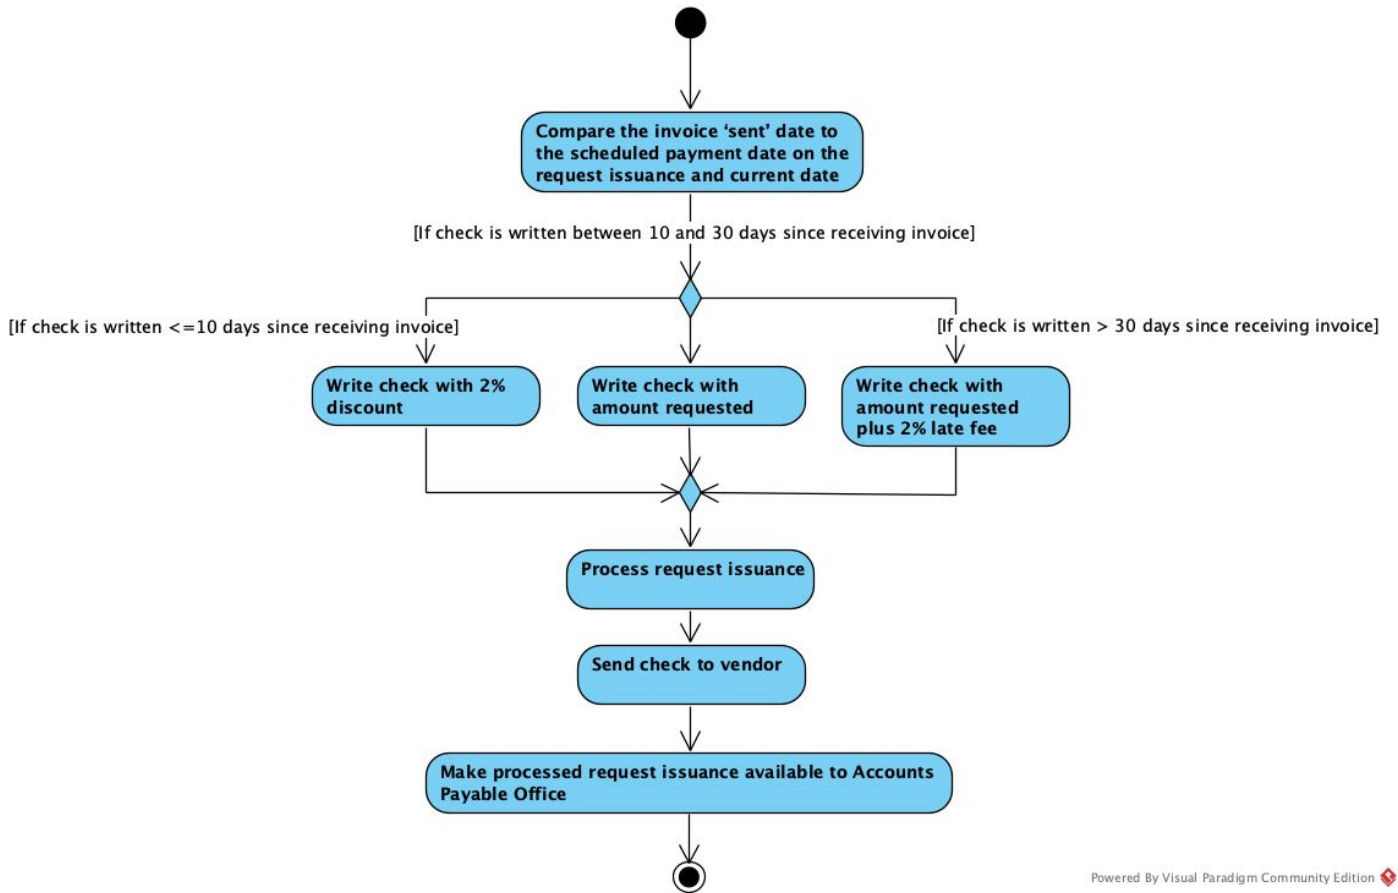 Compare the invoice ‘sent’ date to
the scheduled payment date on the
request issuance and current date
[If check is written between 10 and 30 days since receiving invoice]
[If check is written <=10 days since receiving invoice]
[If check is written > 30 days since receiving invoice]
Write check with 2%
discount
Write check with
amount requested
Write check with
amount requested
plus 2% late fee
Process request issuance
Send check to vendor
Make processed request issuance available to Accounts
Payable Office
Powered By Visual Paradigm Community Edition